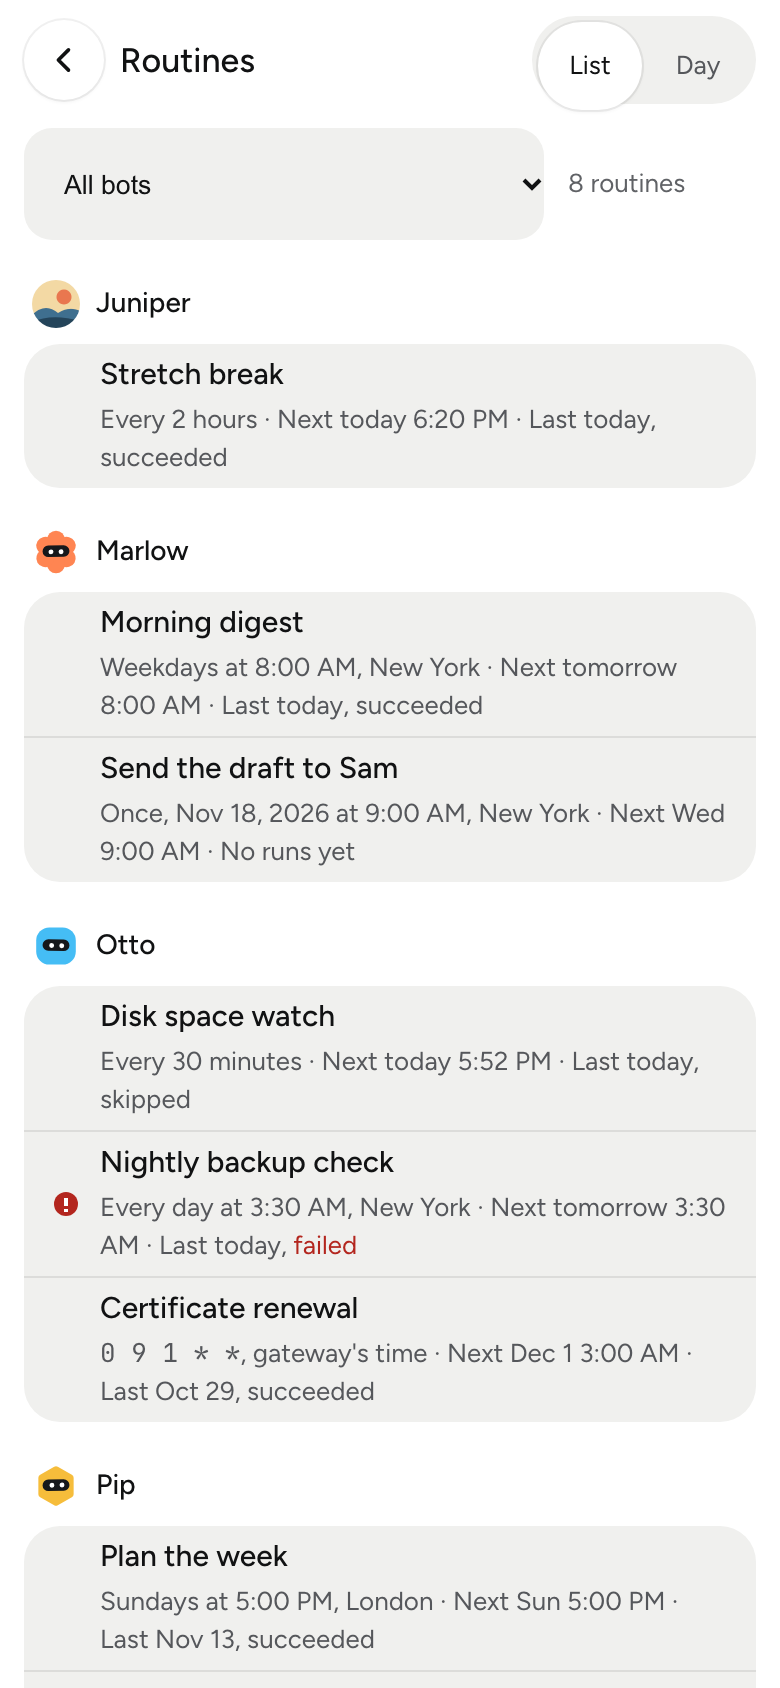 Routines
List
Day
All bots
8 routines
Juniper
Stretch break
Every 2 hours · Next today 6:20 PM · Last today,
succeeded
Marlow
Morning digest
Weekdays at 8:00 AM, New York · Next tomorrow
8:00 AM · Last today, succeeded
Send the draft to Sam
Once, Nov 18, 2026 at 9:00 AM, New York · Next Wed
9:00 AM · No runs yet
Otto
Disk space watch
Every 30 minutes · Next today 5:52 PM · Last today,
skipped
Nightly backup check
Every day at 3:30 AM, New York · Next tomorrow 3:30
AM · Last today, failed
Certificate renewal
0 9 1 * *, gateway's time · Next Dec 1 3:00 AM ·
Last Oct 29, succeeded
Pip
Plan the week
Sundays at 5:00 PM, London · Next Sun 5:00 PM ·
Last Nov 13, succeeded